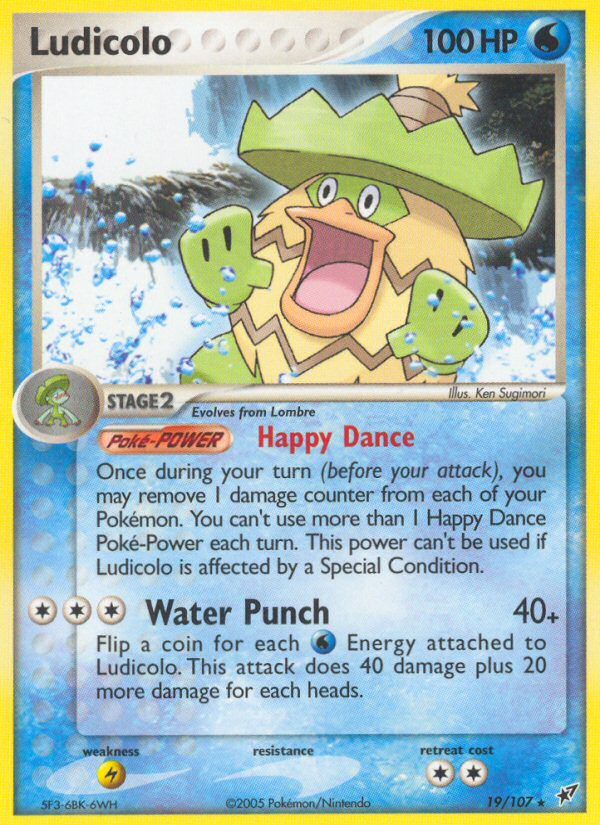 Ludicolo 100 HP
Illus. Ken Sugimori
STAGE 2
Evolves from Lombre
Poké-POWER Happy Dance
Once during your turn (before your attack), you
may remove 1 damage counter from each of your
Pokémon. You can't use more than 1 Happy Dance
Poké-Power each turn. This power can't be used if
Ludicolo is affected by a Special Condition.
Water Punch 40+
Flip a coin for each Energy attached to
Ludicolo. This attack does 40 damage plus 20
more damage for each heads.
weakness resistance retreat cost
5F3-6BK-6WH ©2005 Pokémon/Nintendo 19/107 ★